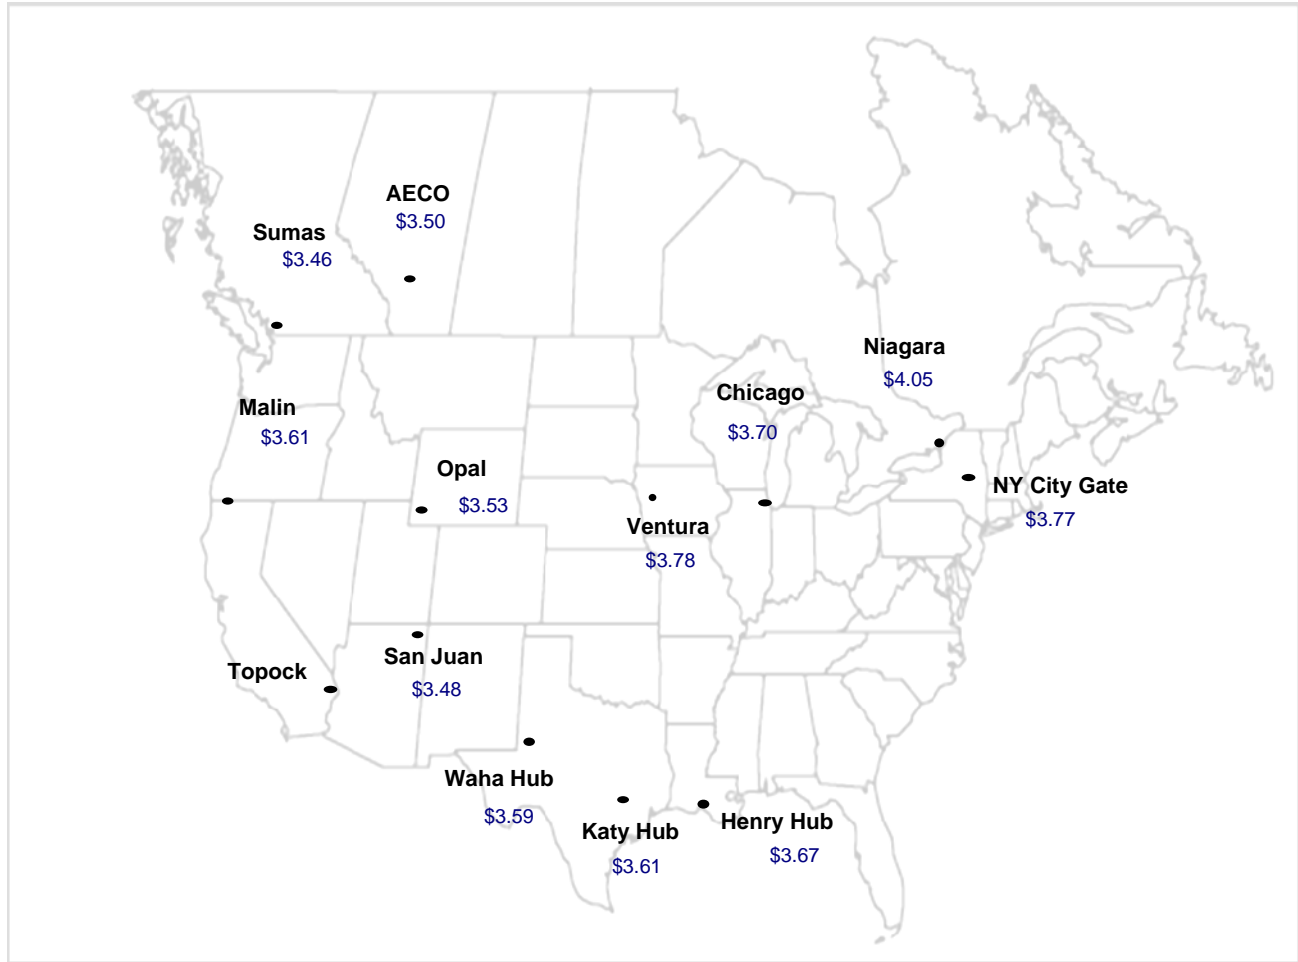 AECO
$3.50
Sumas
$3.46
Niagara
$4.05
Chicago
$3.70
Malin
$3.61
Opal
$3.53
NY City Gate
$3.77
Ventura
$3.78
San Juan
$3.48
Topock
Waha Hub
$3.59
Katy Hub
$3.61
Henry Hub
$3.67